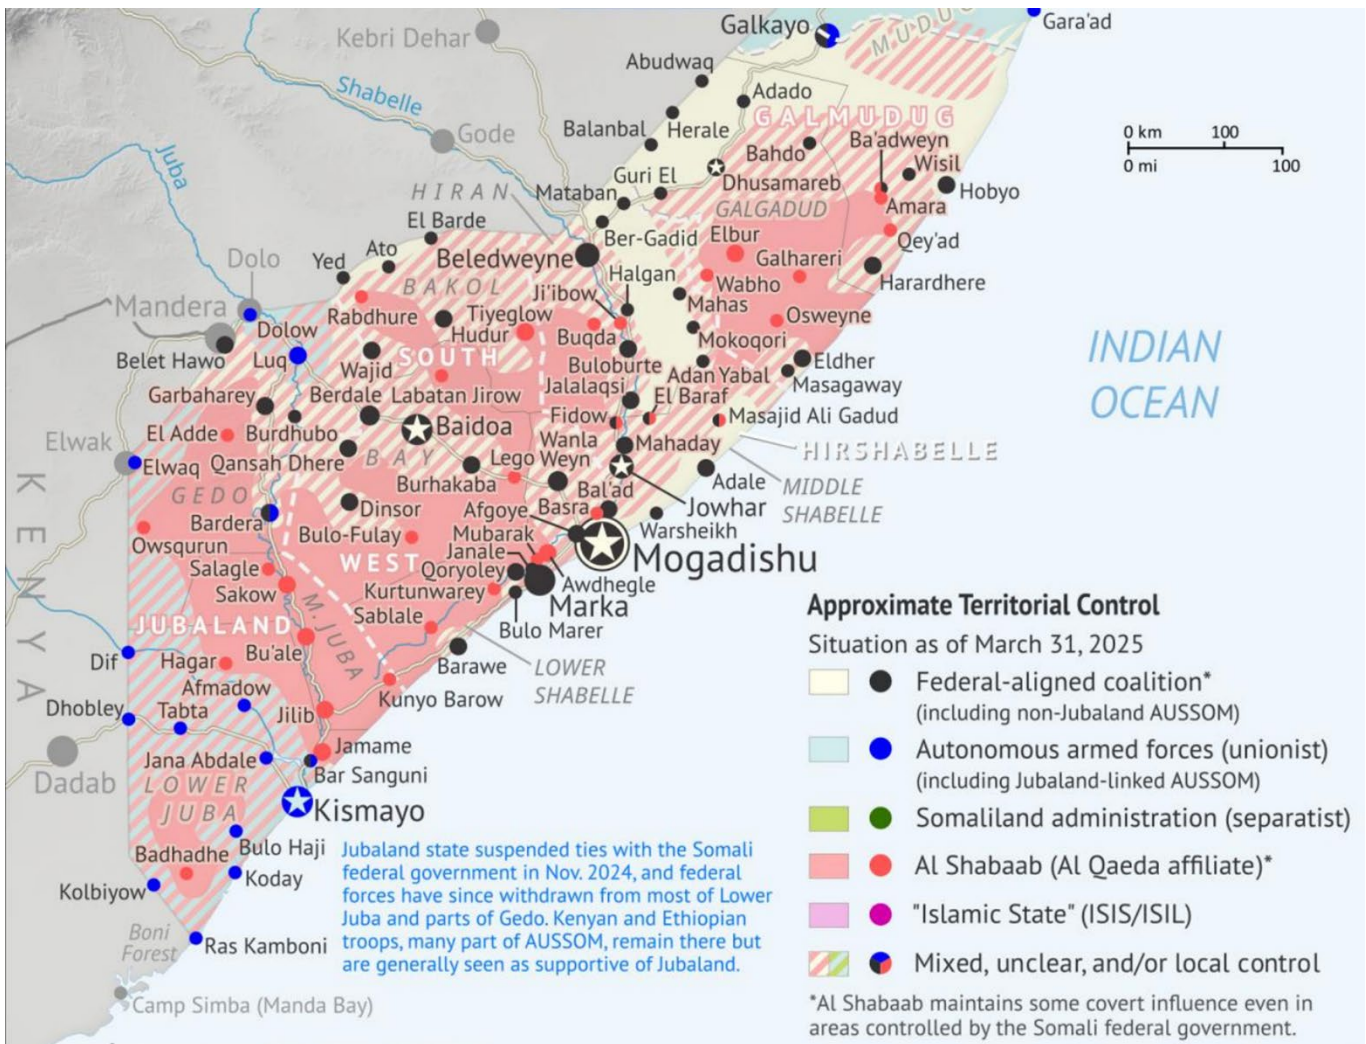 Galkayo
MUDUG
Gara'ad
Kebri Dehar
Abudwaq
Shabelle
Adado
Gode
Balanbal
Herale
GALMUDUG
0 km 100
0 mi 100
Juba
Bahdo
Ba'adweyn
Wisil
Guri El
HIRAN
Mataban
Dhusamareb
Hobyo
GALGADUD
Amara
El Barde
Ber-Gadid
Elbur
Qey'ad
Yed
Ato
Beledweyne
Dolo
Halgan
Galhareri
BAKOL
Wabho
Harardhere
Mandera
Ji'ibow
Mahas
Rabdhure
Tiyeglow
Dolow
Hudur
Buqda
Osweyne
Mokoqori
Belet Hawo
Luq
Wajid
SOUTH
Buloburte
Eldher
INDIAN
OCEAN
Adan Yabal
Masagaway
Garbaharey
Berdale
Labatan Jirow
Jalalaqsi
El Baraf
Fidow
Masajid Ali Gadud
El Adde
Burdhubo
Baidoa
Elwak
Wanla
Weyn
Mahaday
HIRSHABELLE
Elwaq
Qansah Dhere
BAY
Lego
KENYA
GEDO
Burhakaba
Adale
MIDDLE
SHABELLE
Bal'ad
Jowhar
Dinsor
Afgoye
Basra
Bardera
Warsheikh
Bulo-Fulay
Mubarak
Owsqurun
Janale
Mogadishu
Salagle
WEST
Qoryoley
Awdhegle
Sakow
Kurtunwarey
Marka
M. JUBA
Sablale
Bulo Marer
JUBALAND
Dif
Hagar
Bu'ale
Barawe
LOWER
SHABELLE
Afmadow
Kunyo Barow
Dhobley
Tabta
Jilib
Jamame
Jana Abdale
Bar Sanguni
Dadab
LOWER
JUBA
Kismayo
Bulo Haji
Badhadhe
Koday
Kolbiyow
Boni
Forest
Ras Kamboni
Camp Simba (Manda Bay)
Jubaland state suspended ties with the Somali
federal government in Nov. 2024, and federal
forces have since withdrawn from most of Lower
Juba and parts of Gedo. Kenyan and Ethiopian
troops, many part of AUSSOM, remain there but
are generally seen as supportive of Jubaland.
Approximate Territorial Control
Situation as of March 31, 2025
Federal-aligned coalition*
(including non-Jubaland AUSSOM)
Autonomous armed forces (unionist)
(including Jubaland-linked AUSSOM)
Somaliland administration (separatist)
Al Shabaab (Al Qaeda affiliate)*
"Islamic State" (ISIS/ISIL)
Mixed, unclear, and/or local control
*Al Shabaab maintains some covert influence even in
areas controlled by the Somali federal government.